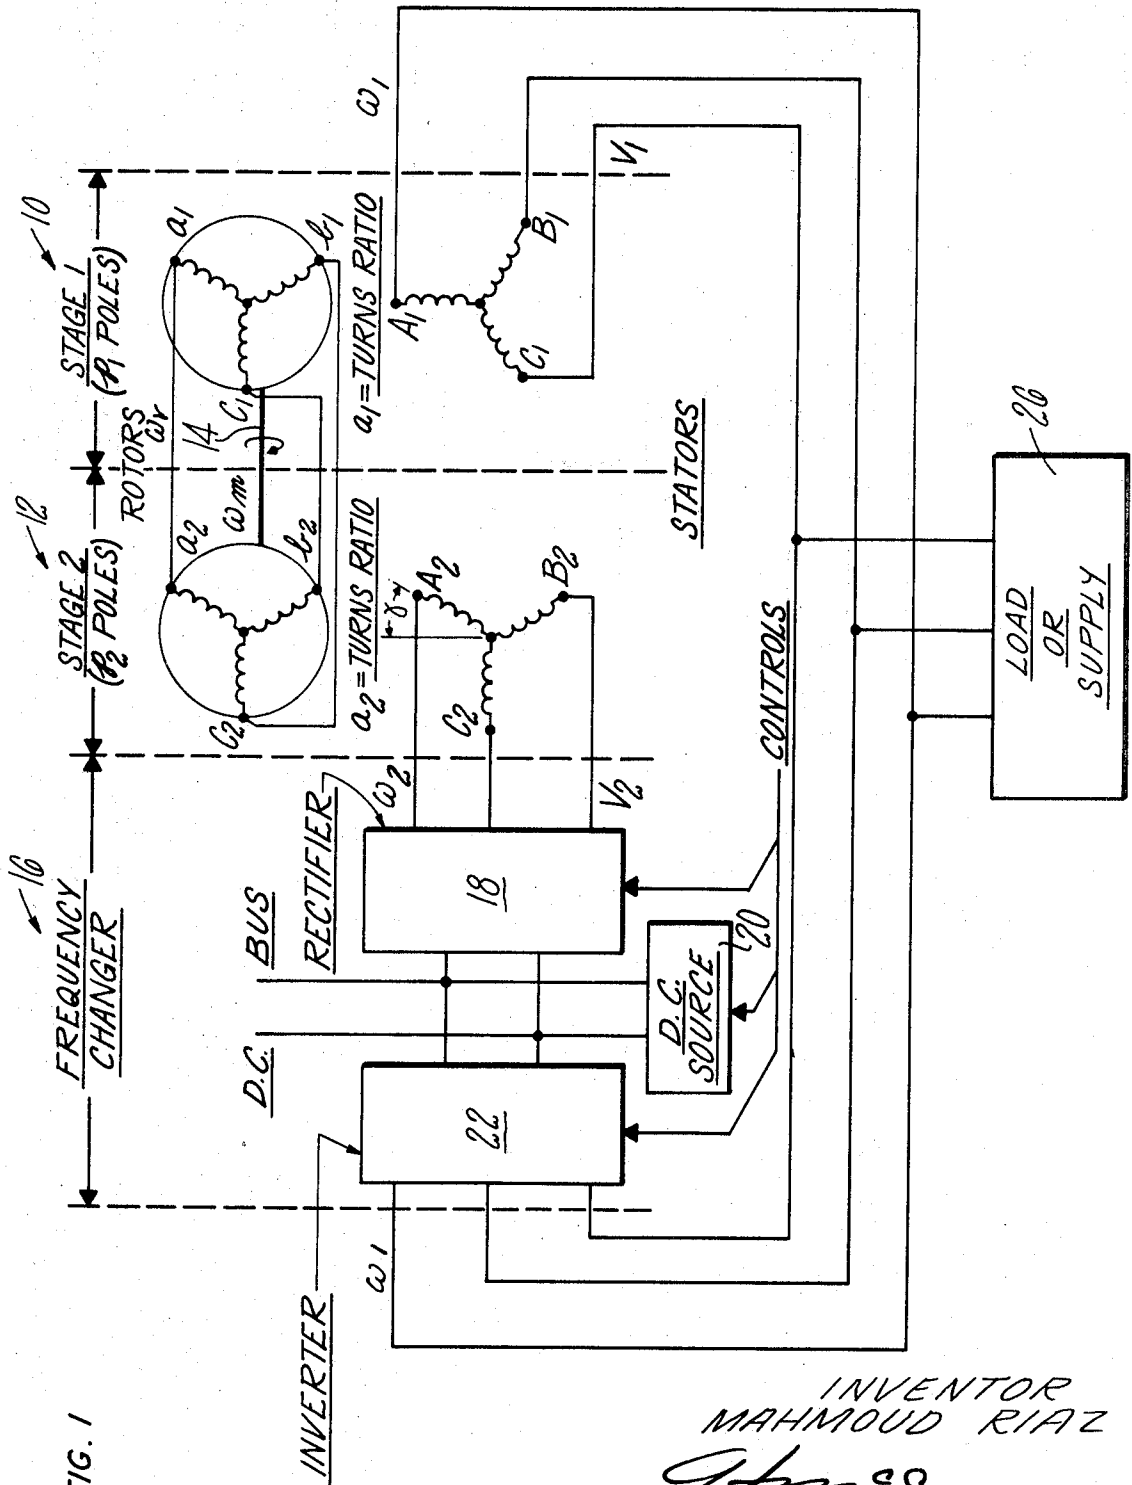 FIG. 1
16
FREQUENCY
CHANGER
12
STAGE 2
(P2 POLES)
10
STAGE 1
(P1 POLES)
ROTORS
ωr
a2
b2
C2
ωm
14
a1
b1
C1
a2 = TURNS RATIO
a1 = TURNS RATIO
INVERTER
D.C. BUS
RECTIFIER
ω1
22
18
ω2
V2
γ
A2
B2
C2
A1
B1
C1
ω1
V1
STATORS
D.C.
SOURCE
20
CONTROLS
LOAD
OR
SUPPLY
26
INVENTOR
MAHMOUD RIAZ